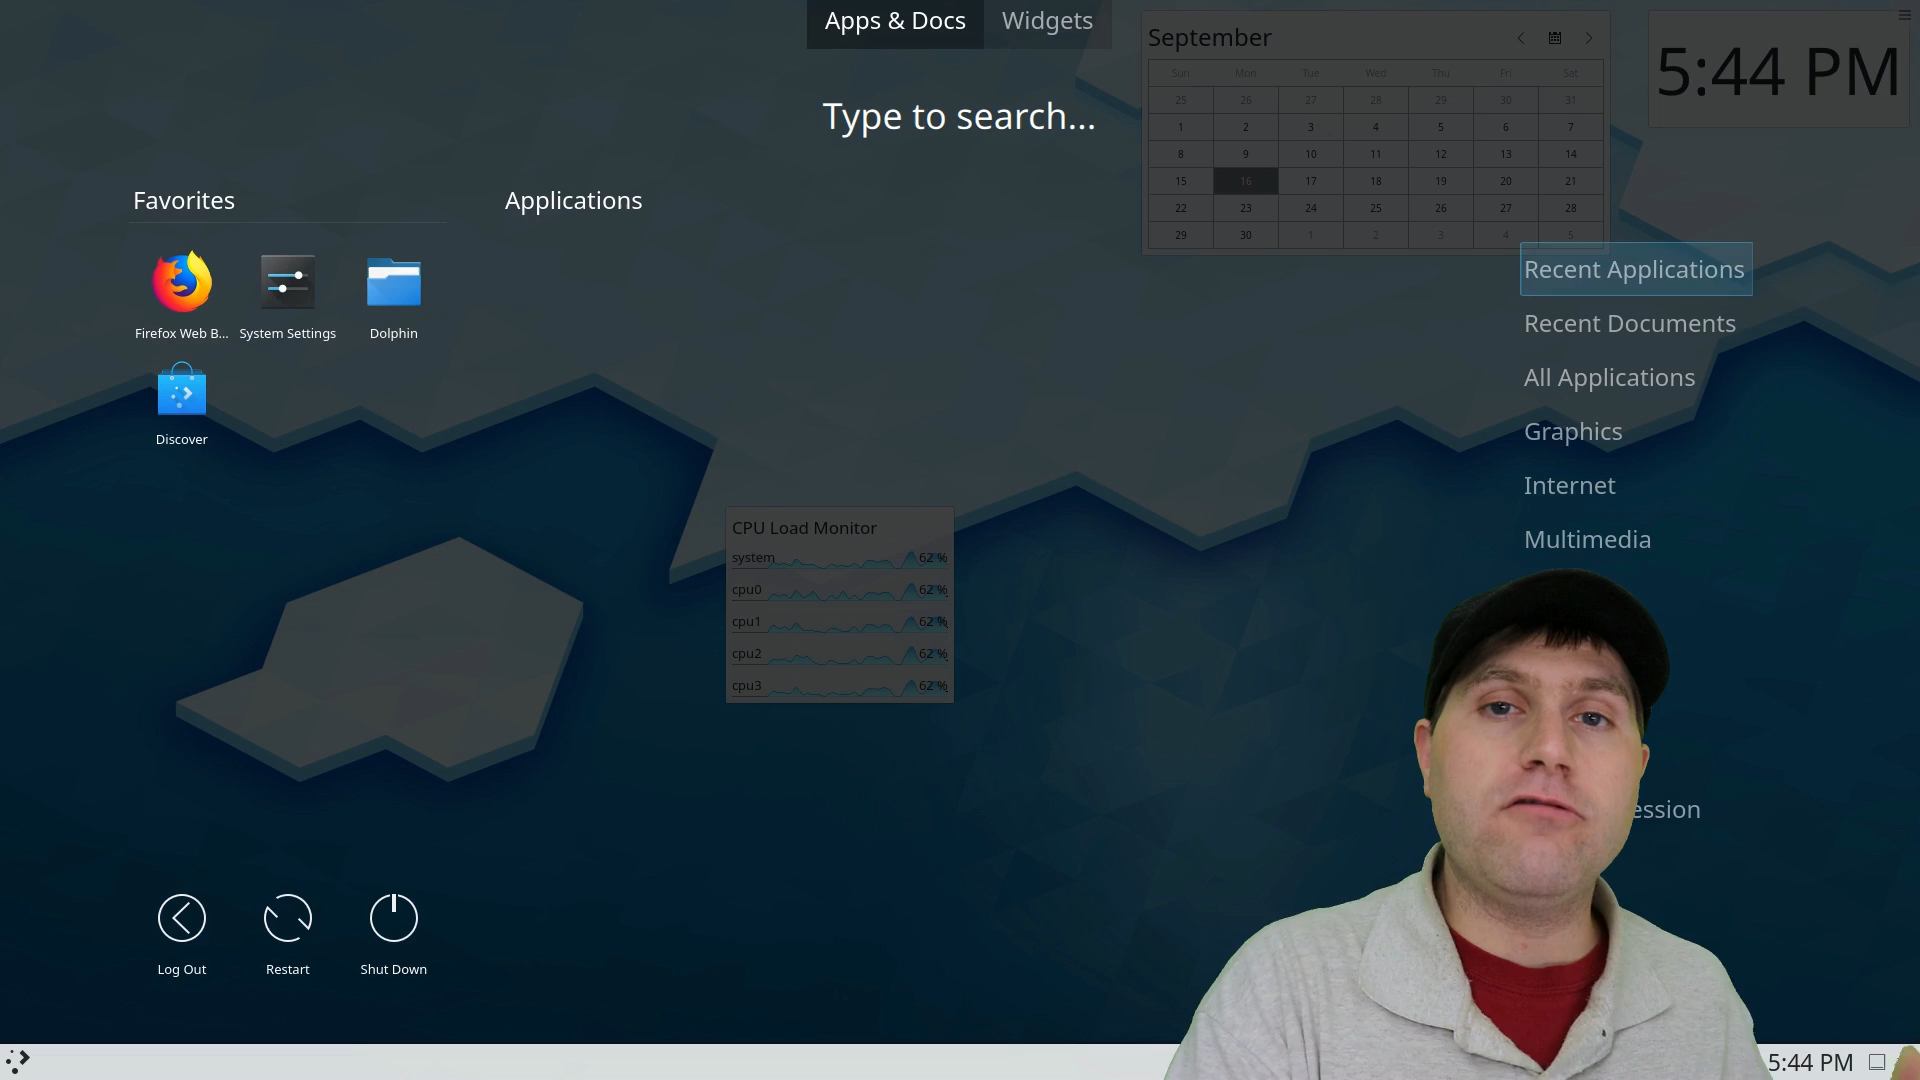 Apps & Docs Widgets
Type to search...
September
Sun Mon Tue Wed Thu Fri Sat
25 26 27 28 29 30 31
1 2 3 4 5 6 7
8 9 10 11 12 13 14
15 16 17 18 19 20 21
22 23 24 25 26 27 28
29 30 1 2 3 4 5
5:44 PM
Favorites
Applications
Firefox Web B... System Settings Dolphin
Discover
Recent Applications
Recent Documents
All Applications
Graphics
Internet
Multimedia
CPU Load Monitor
system 62 %
cpu0 62 %
cpu1 62 %
cpu2 62 %
cpu3 62 %
Log Out Restart Shut Down
5:44 PM